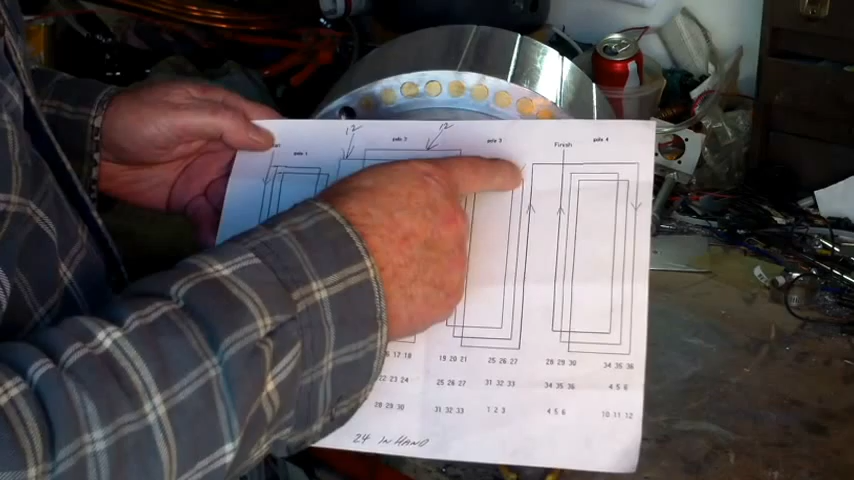 12 12
pole 1 pole 2 pole 3 Finish pole 4
16 17 18 19 20 21 25 26 27 28 29 30 34 35 36
22 23 24 25 26 27 31 32 33 34 35 36 4 5 6
28 29 30 31 32 33 1 2 3 4 5 6 10 11 12
24 IN HAND